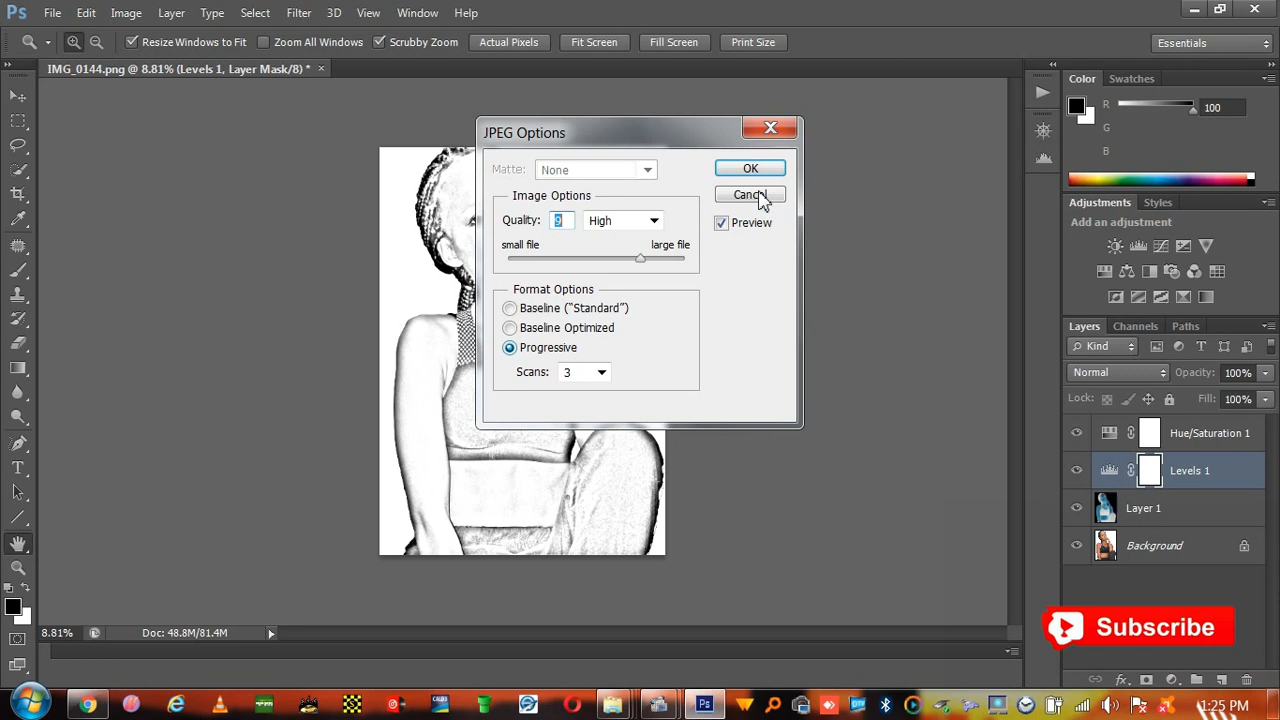 Ps File Edit Image Layer Type Select Filter 3D View Window Help
Resize Windows to Fit Zoom All Windows Scrubby Zoom Actual Pixels Fit Screen Fill Screen Print Size Essentials
IMG_0144.png @ 8.81% (Levels 1, Layer Mask/8) * ×
Color Swatches
R 100
G
B
JPEG Options
Matte: None OK
Image Options Cancel
Quality: 9 High Preview
small file large file
Format Options
Baseline ("Standard")
Baseline Optimized
Progressive
Scans: 3
Adjustments Styles
Add an adjustment
Layers Channels Paths
Kind
Normal Opacity: 100%
Lock: Fill: 100%
Hue/Saturation 1
Levels 1
Layer 1
Background
8.81% Doc: 48.8M/81.4M
Subscribe
Ps 1:25 PM